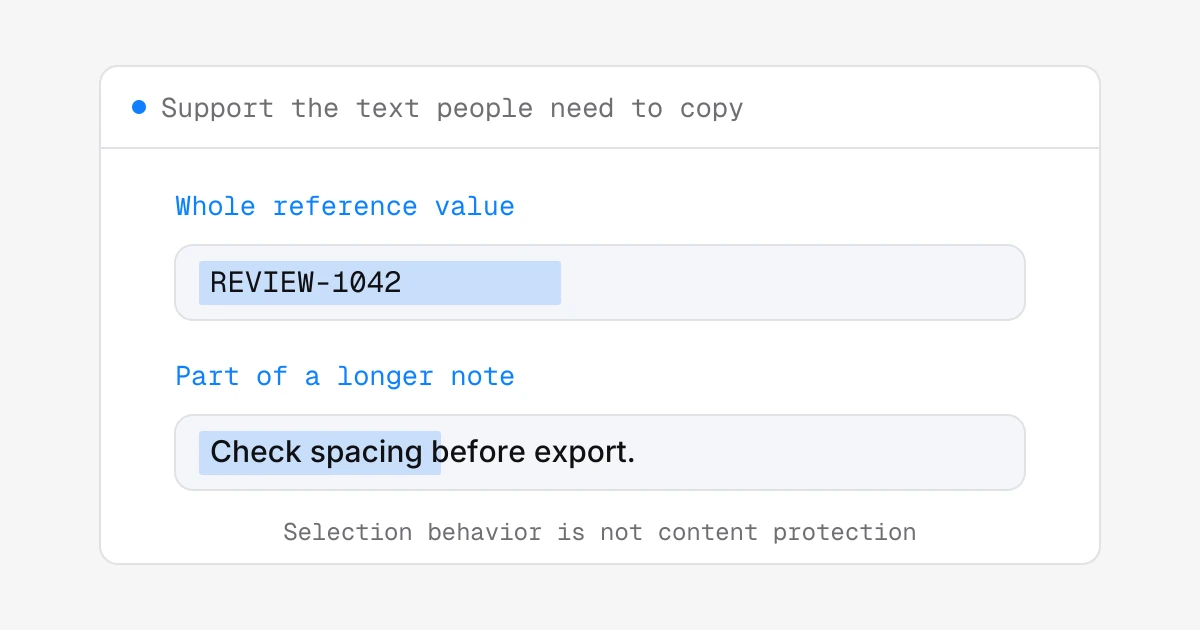 Support the text people need to copy
Whole reference value
REVIEW-1042
Part of a longer note
Check spacing before export.
Selection behavior is not content protection